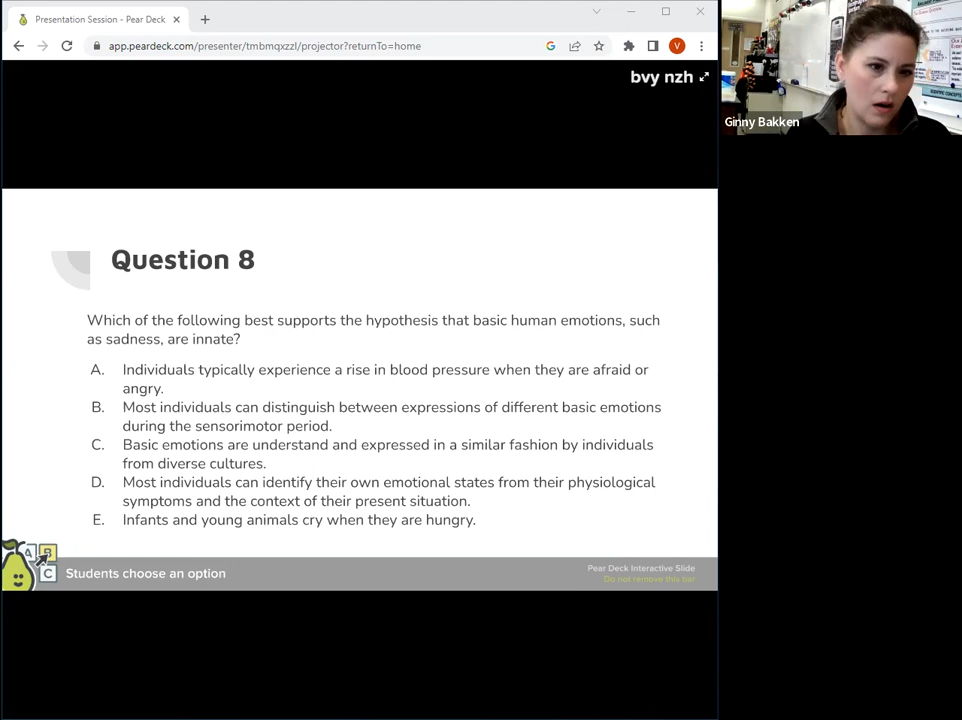 Presentation Session - Pear Deck
app.peardeck.com/presenter/tmbmqxzzl/projector?returnTo=home
V
bvy nzh
Ginny Bakken
Question 8
Which of the following best supports the hypothesis that basic human emotions, such
as sadness, are innate?
A. Individuals typically experience a rise in blood pressure when they are afraid or
angry.
B. Most individuals can distinguish between expressions of different basic emotions
during the sensorimotor period.
C. Basic emotions are understand and expressed in a similar fashion by individuals
from diverse cultures.
D. Most individuals can identify their own emotional states from their physiological
symptoms and the context of their present situation.
E. Infants and young animals cry when they are hungry.
A B
C
Students choose an option
Pear Deck Interactive Slide
Do not remove this bar